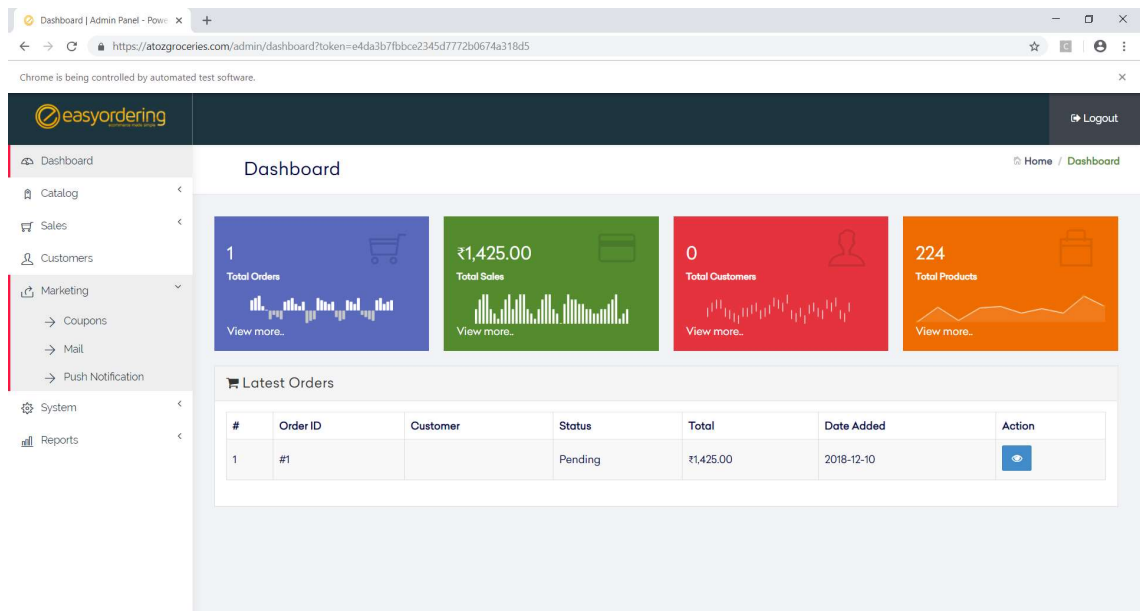 Dashboard | Admin Panel - Powe
https://atozgroceries.com/admin/dashboard?token=e4da3b7fbbce2345d7772b0674a318d5
Chrome is being controlled by automated test software.
easyordering
Logout
Dashboard
Catalog
Sales
Customers
Marketing
Coupons
Mail
Push Notification
System
Reports
Dashboard
Home / Dashboard
1
Total Orders
View more..
₹1,425.00
Total Sales
View more..
0
Total Customers
View more..
224
Total Products
View more..
Latest Orders
# Order ID Customer Status Total Date Added Action
1 #1 Pending ₹1,425.00 2018-12-10